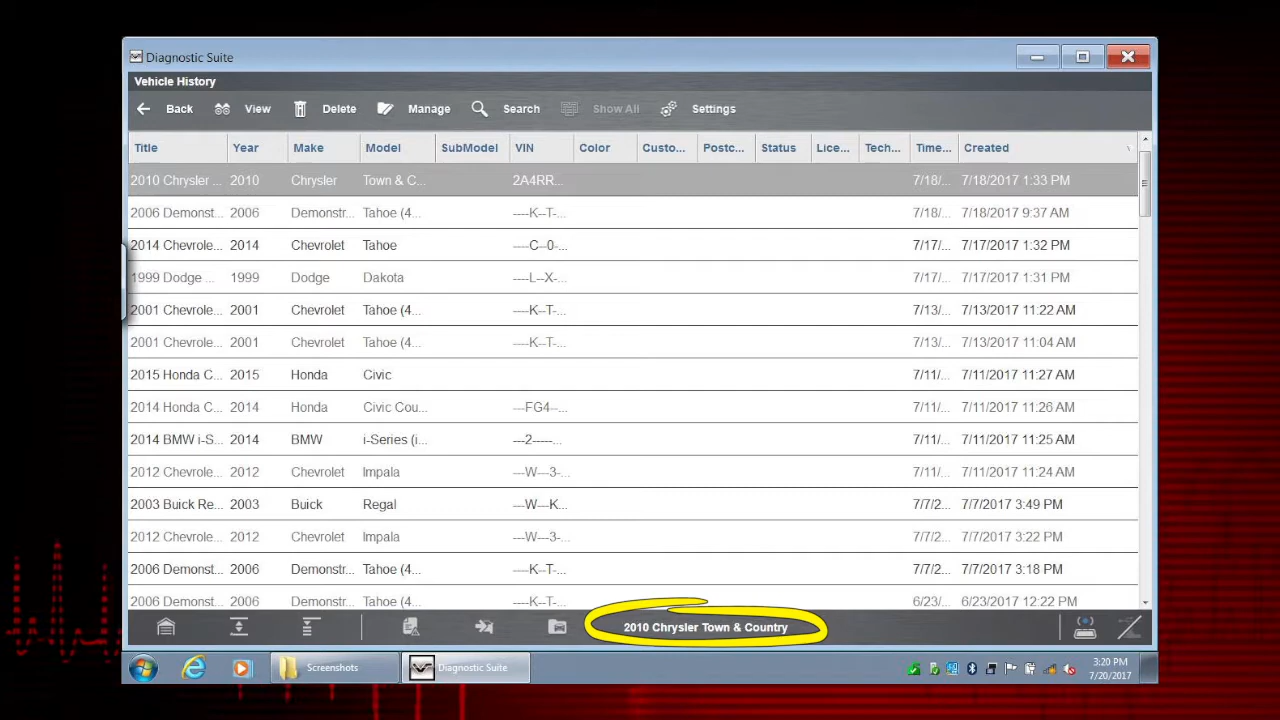 Diagnostic Suite
Vehicle History
Back View Delete Manage Search Show All Settings
Title Year Make Model SubModel VIN Color Custo... Postc... Status Lice... Tech... Time... Created
2010 Chrysler ... 2010 Chrysler Town & C... 2A4RR... 7/18/... 7/18/2017 1:33 PM
2006 Demonst... 2006 Demonstr... Tahoe (4... ----K--T-... 7/18/... 7/18/2017 9:37 AM
2014 Chevrole... 2014 Chevrolet Tahoe ----C--0-... 7/17/... 7/17/2017 1:32 PM
1999 Dodge ... 1999 Dodge Dakota ----L--X-... 7/17/... 7/17/2017 1:31 PM
2001 Chevrole... 2001 Chevrolet Tahoe (4... ----K--T-... 7/13/... 7/13/2017 11:22 AM
2001 Chevrole... 2001 Chevrolet Tahoe (4... ----K--T-... 7/13/... 7/13/2017 11:04 AM
2015 Honda C... 2015 Honda Civic 7/11/... 7/11/2017 11:27 AM
2014 Honda C... 2014 Honda Civic Cou... ---FG4--... 7/11/... 7/11/2017 11:26 AM
2014 BMW i-S... 2014 BMW i-Series (i... ---2-----... 7/11/... 7/11/2017 11:25 AM
2012 Chevrole... 2012 Chevrolet Impala ---W---3-... 7/11/... 7/11/2017 11:24 AM
2003 Buick Re... 2003 Buick Regal ---W---K... 7/7/2... 7/7/2017 3:49 PM
2012 Chevrole... 2012 Chevrolet Impala ---W---3-... 7/7/2... 7/7/2017 3:22 PM
2006 Demonst... 2006 Demonstr... Tahoe (4... ----K--T-... 7/7/2... 7/7/2017 3:18 PM
2006 Demonst... 2006 Demonstr... Tahoe (4... ----K--T-... 6/23/... 6/23/2017 12:22 PM
2010 Chrysler Town & Country
Screenshots Diagnostic Suite 3:20 PM
7/20/2017